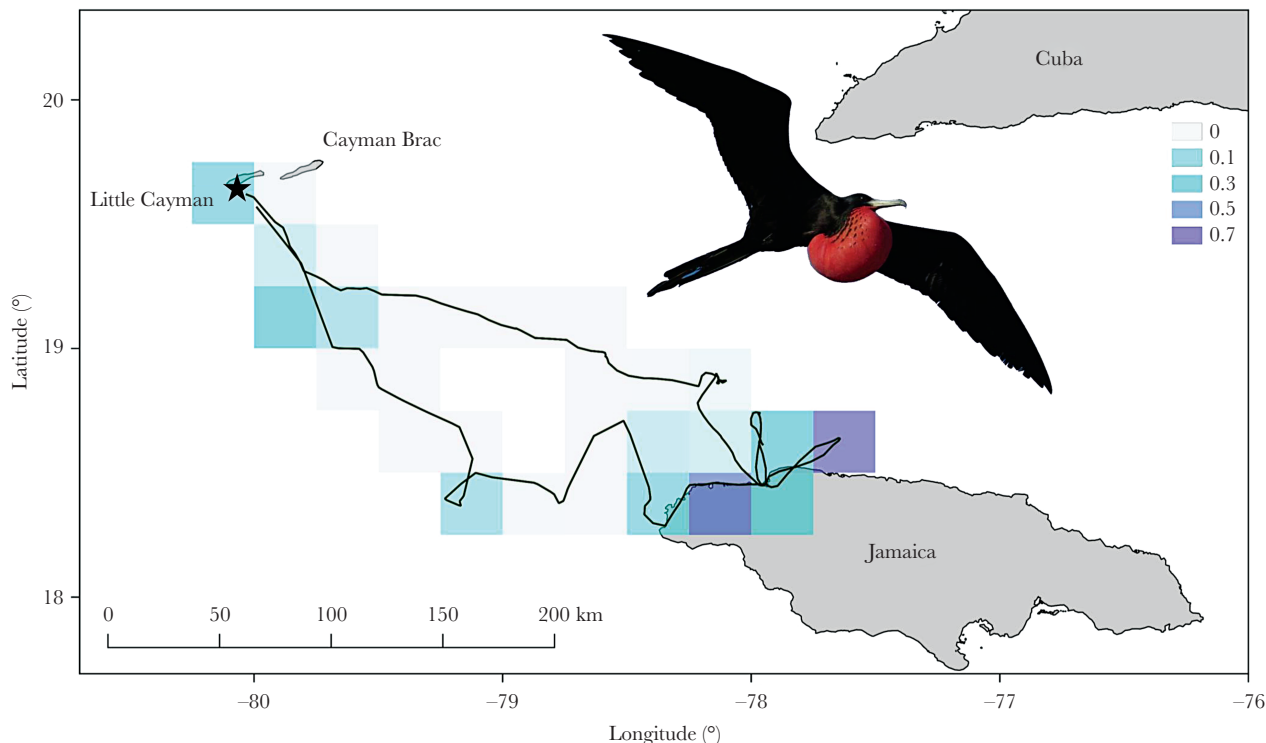 Cuba
20
0
0.1
0.3
0.5
0.7
Cayman Brac
Little Cayman
Latitude (°)
19
Jamaica
18
0 50 100 150 200 km
–80 –79 –78 –77 –76
Longitude (°)